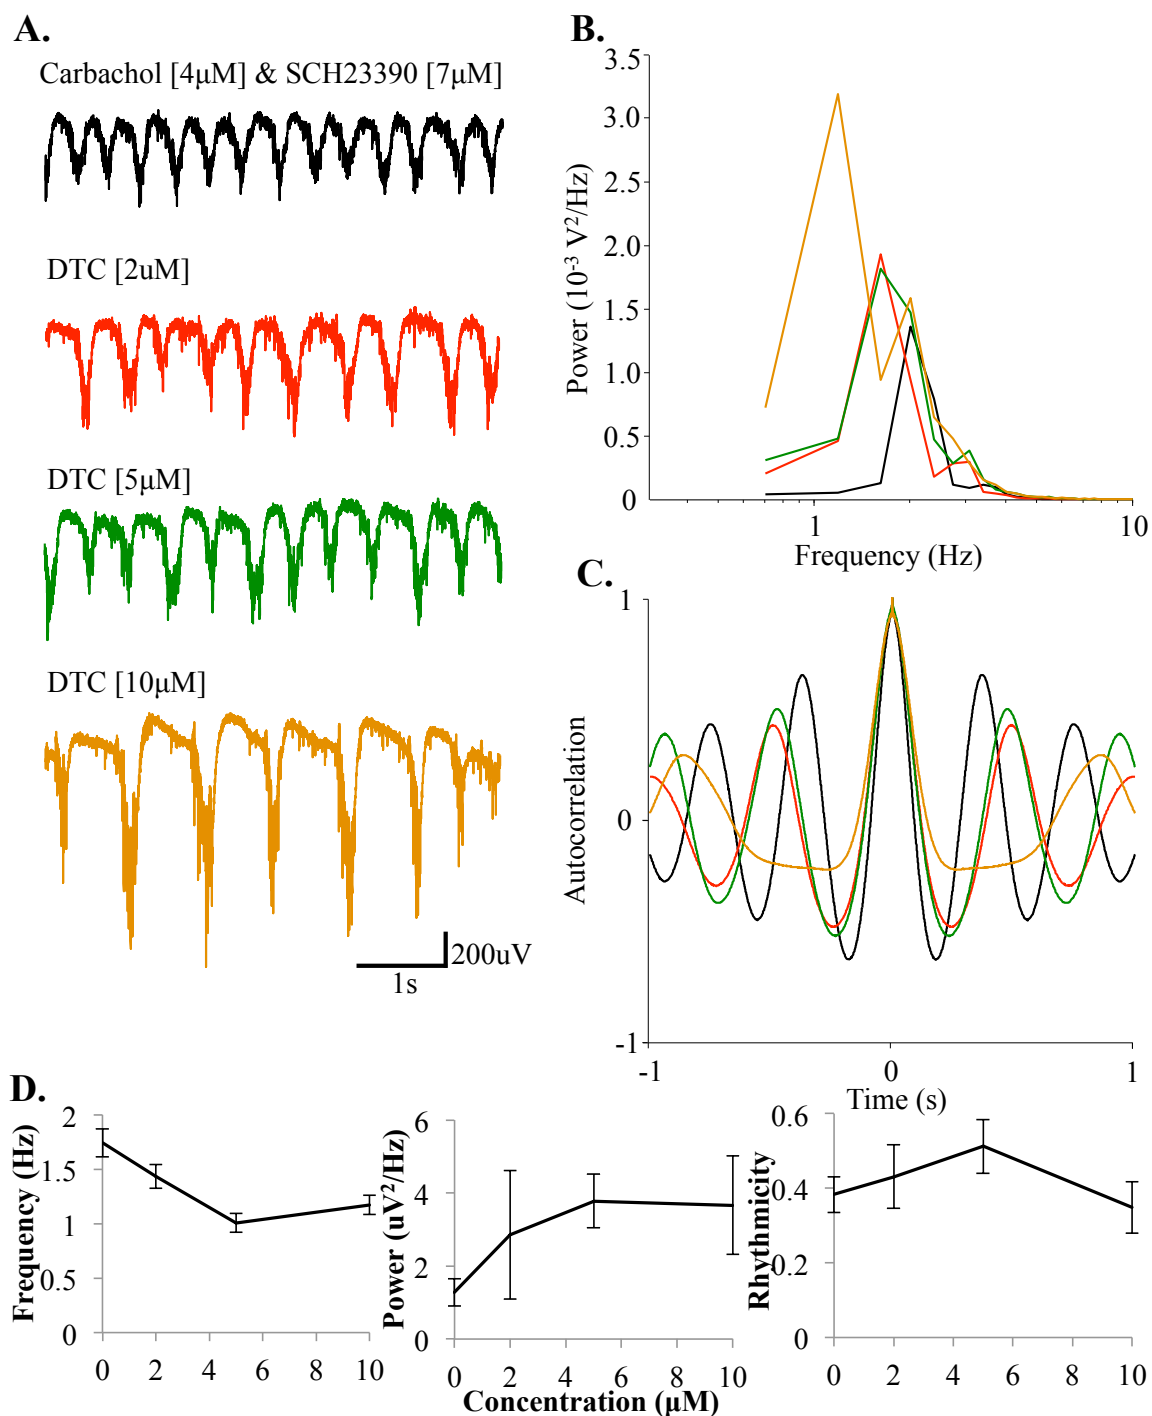 A.
Carbachol [4μM] & SCH23390 [7μM]
DTC [2uM]
DTC [5μM]
DTC [10μM]
200uV
1s
B.
3.5
3.0
2.5
2.0
1.5
1.0
0.5
0
Power (10-3 V2/Hz)
1
10
Frequency (Hz)
C.
1
0
-1
Autocorrelation
-1
0
1
Time (s)
D.
2
1.5
1
0.5
0
Frequency (Hz)
0 2 4 6 8 10
6
4
2
0
Power (uV2/Hz)
0 2 4 6 8 10
0.6
0.4
0.2
0
Rhythmicity
0 2 4 6 8 10
Concentration (μM)